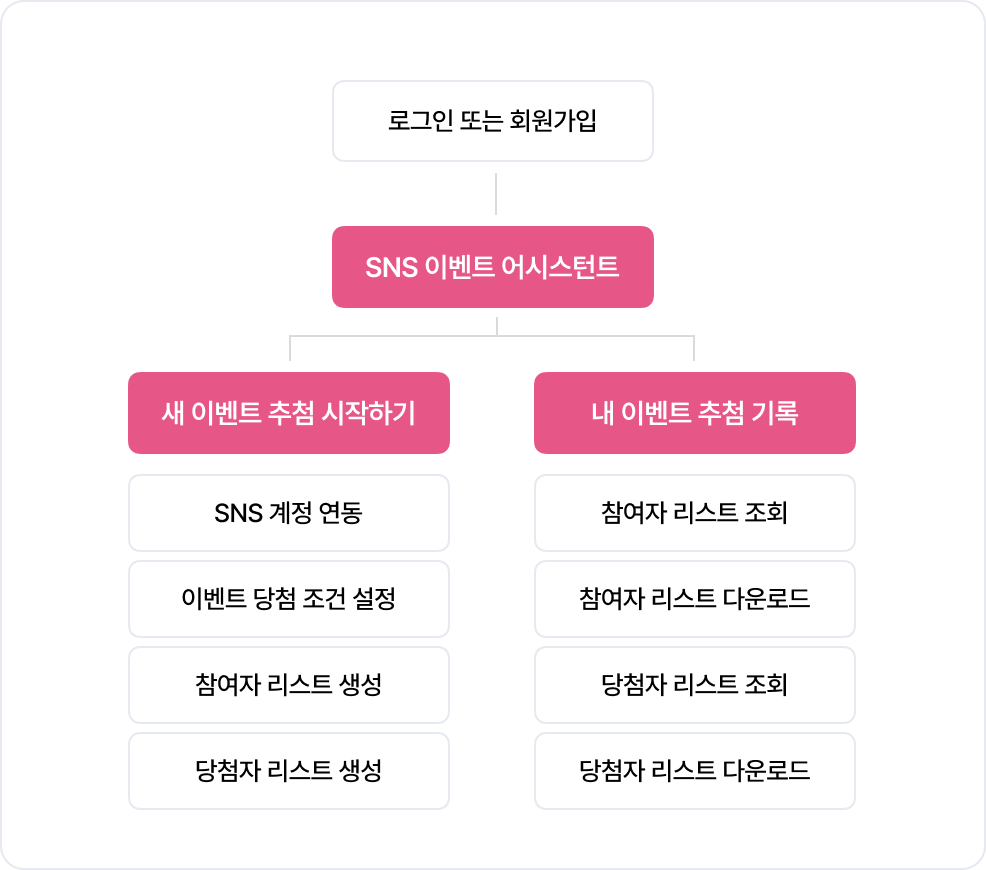 로그인 또는 회원가입
SNS 이벤트 어시스턴트
새 이벤트 추첨 시작하기
SNS 계정 연동
이벤트 당첨 조건 설정
참여자 리스트 생성
당첨자 리스트 생성
내 이벤트 추첨 기록
참여자 리스트 조회
참여자 리스트 다운로드
당첨자 리스트 조회
당첨자 리스트 다운로드